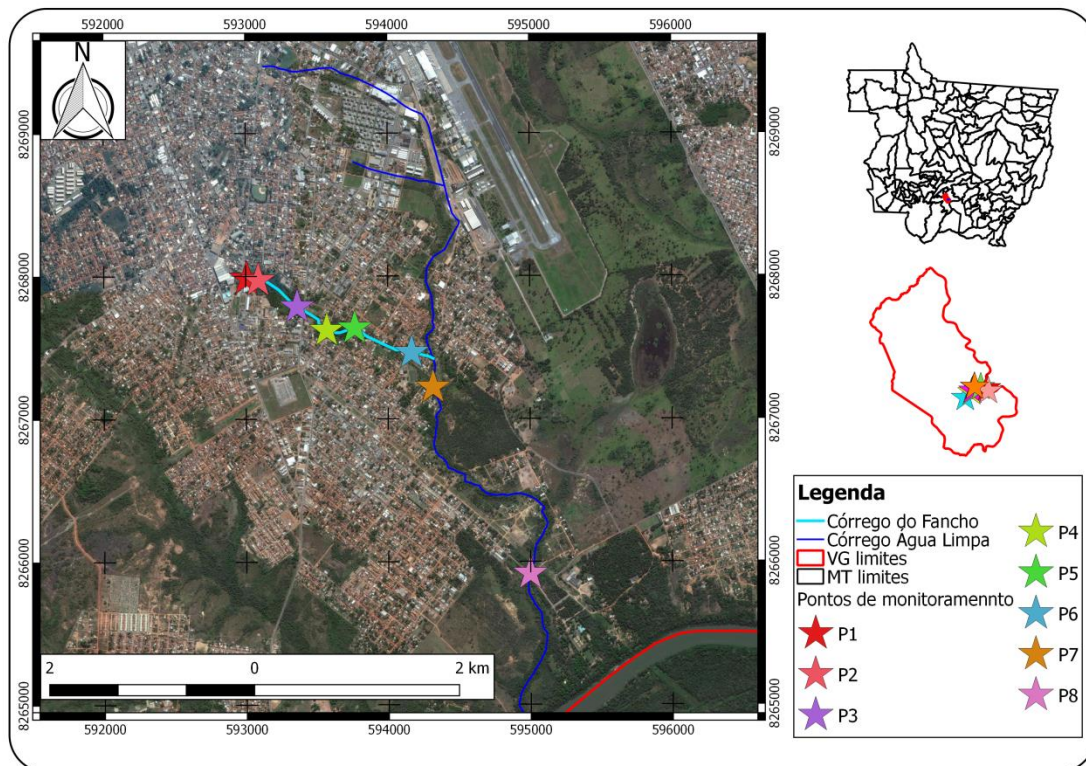 592000 593000 594000 595000 596000
N
8269000 8269000
8268000 8268000
8267000 8267000
8266000 8266000
8265000 8265000
2 0 2 km
592000 593000 594000 595000 596000
Legenda
Córrego do Fancho
Córrego Água Limpa
VG limites
MT limites
Pontos de monitoramennto
P1
P2
P3
P4
P5
P6
P7
P8